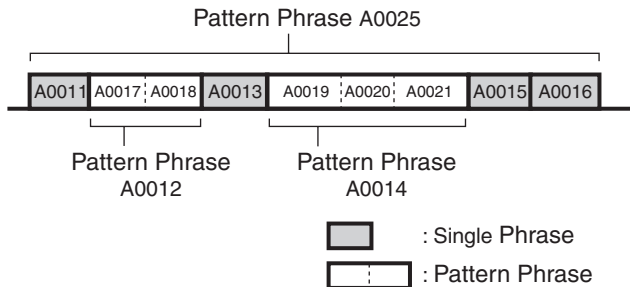 Pattern Phrase A0025
A0011 A0017 A0018 A0013 A0019 A0020 A0021 A0015 A0016
Pattern Phrase A0012
Pattern Phrase A0014
: Single Phrase
: Pattern Phrase